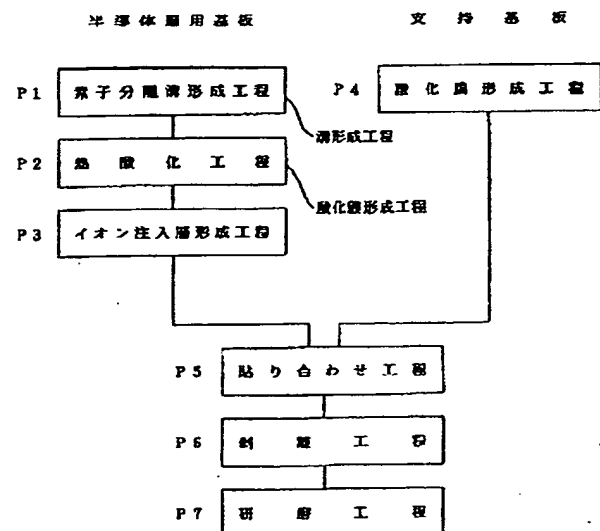 半導体層用基板
支持基板
P1 素子分離溝形成工程
P4 酸化膜形成工程
溝形成工程
P2 熱酸化工程
酸化膜形成工程
P3 イオン注入層形成工程
P5 貼り合わせ工程
P6 剥離工程
P7 研磨工程